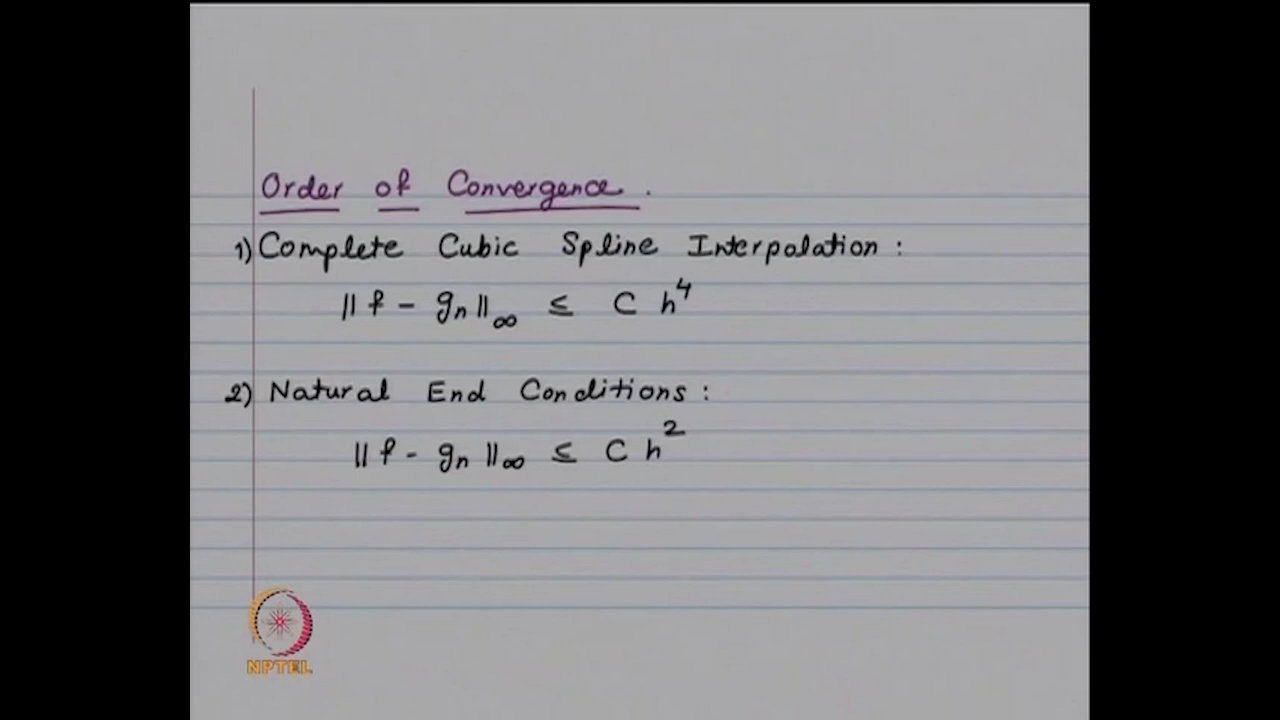 Order of Convergence.
1) Complete Cubic Spline Interpolation :
|| f - gn ||∞ ≤ C h⁴
2) Natural End Conditions :
|| f - gn ||∞ ≤ C h²
NPTEL